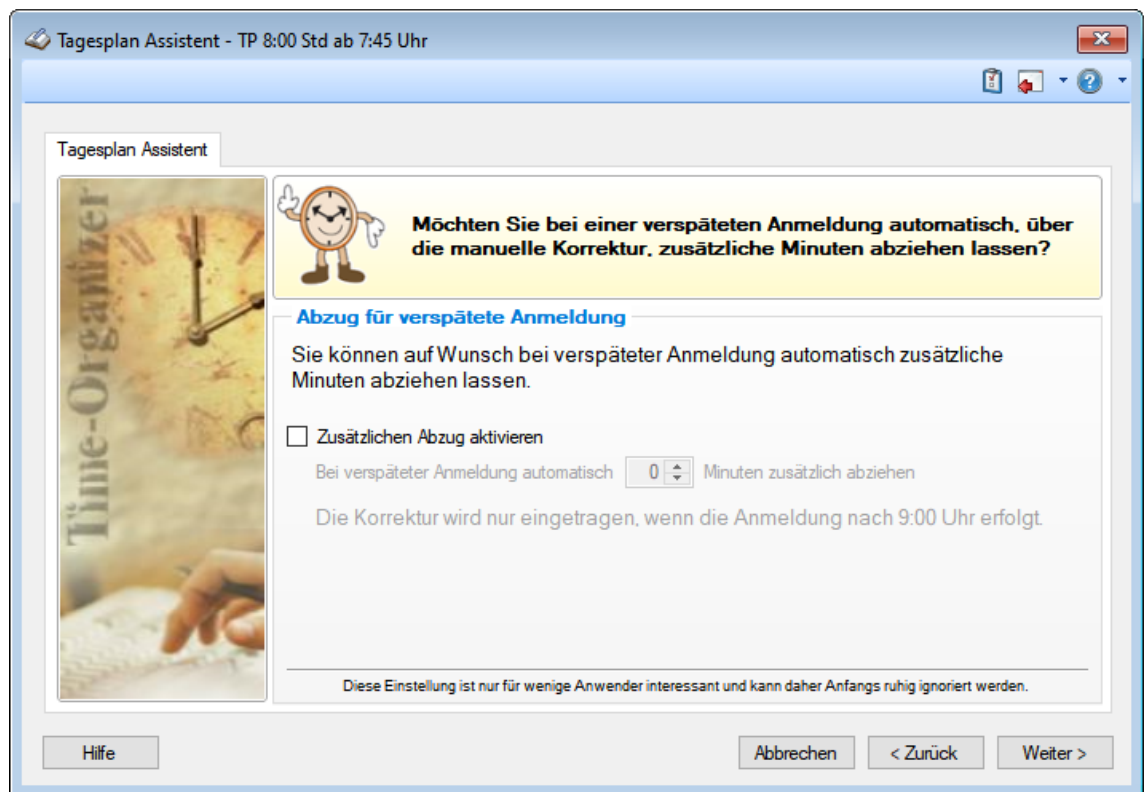 Tagesplan Assistent - TP 8:00 Std ab 7:45 Uhr
Tagesplan Assistent
Time-Organizer
Möchten Sie bei einer verspäteten Anmeldung automatisch, über
die manuelle Korrektur, zusätzliche Minuten abziehen lassen?
Abzug für verspätete Anmeldung
Sie können auf Wunsch bei verspäteter Anmeldung automatisch zusätzliche
Minuten abziehen lassen.
Zusätzlichen Abzug aktivieren
Bei verspäteter Anmeldung automatisch 0 Minuten zusätzlich abziehen
Die Korrektur wird nur eingetragen, wenn die Anmeldung nach 9:00 Uhr erfolgt.
Diese Einstellung ist nur für wenige Anwender interessant und kann daher Anfangs ruhig ignoriert werden.
Hilfe Abbrechen < Zurück Weiter >